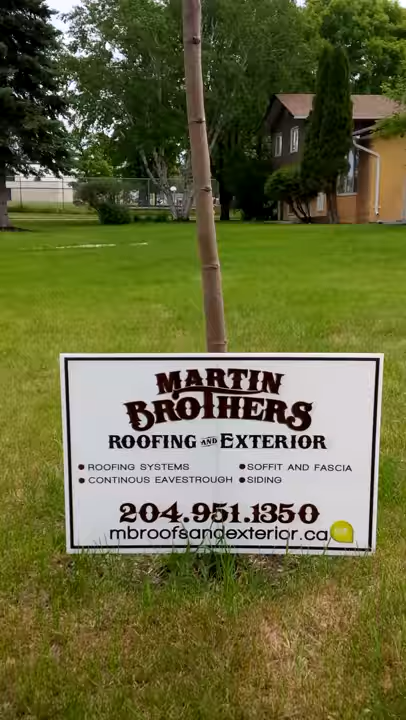 MARTIN
BROTHERS
ROOFING AND EXTERIOR
• ROOFING SYSTEMS
• CONTINOUS EAVESTROUGH
• SOFFIT AND FASCIA
• SIDING
204.951.1350
mbroofsandexterior.ca